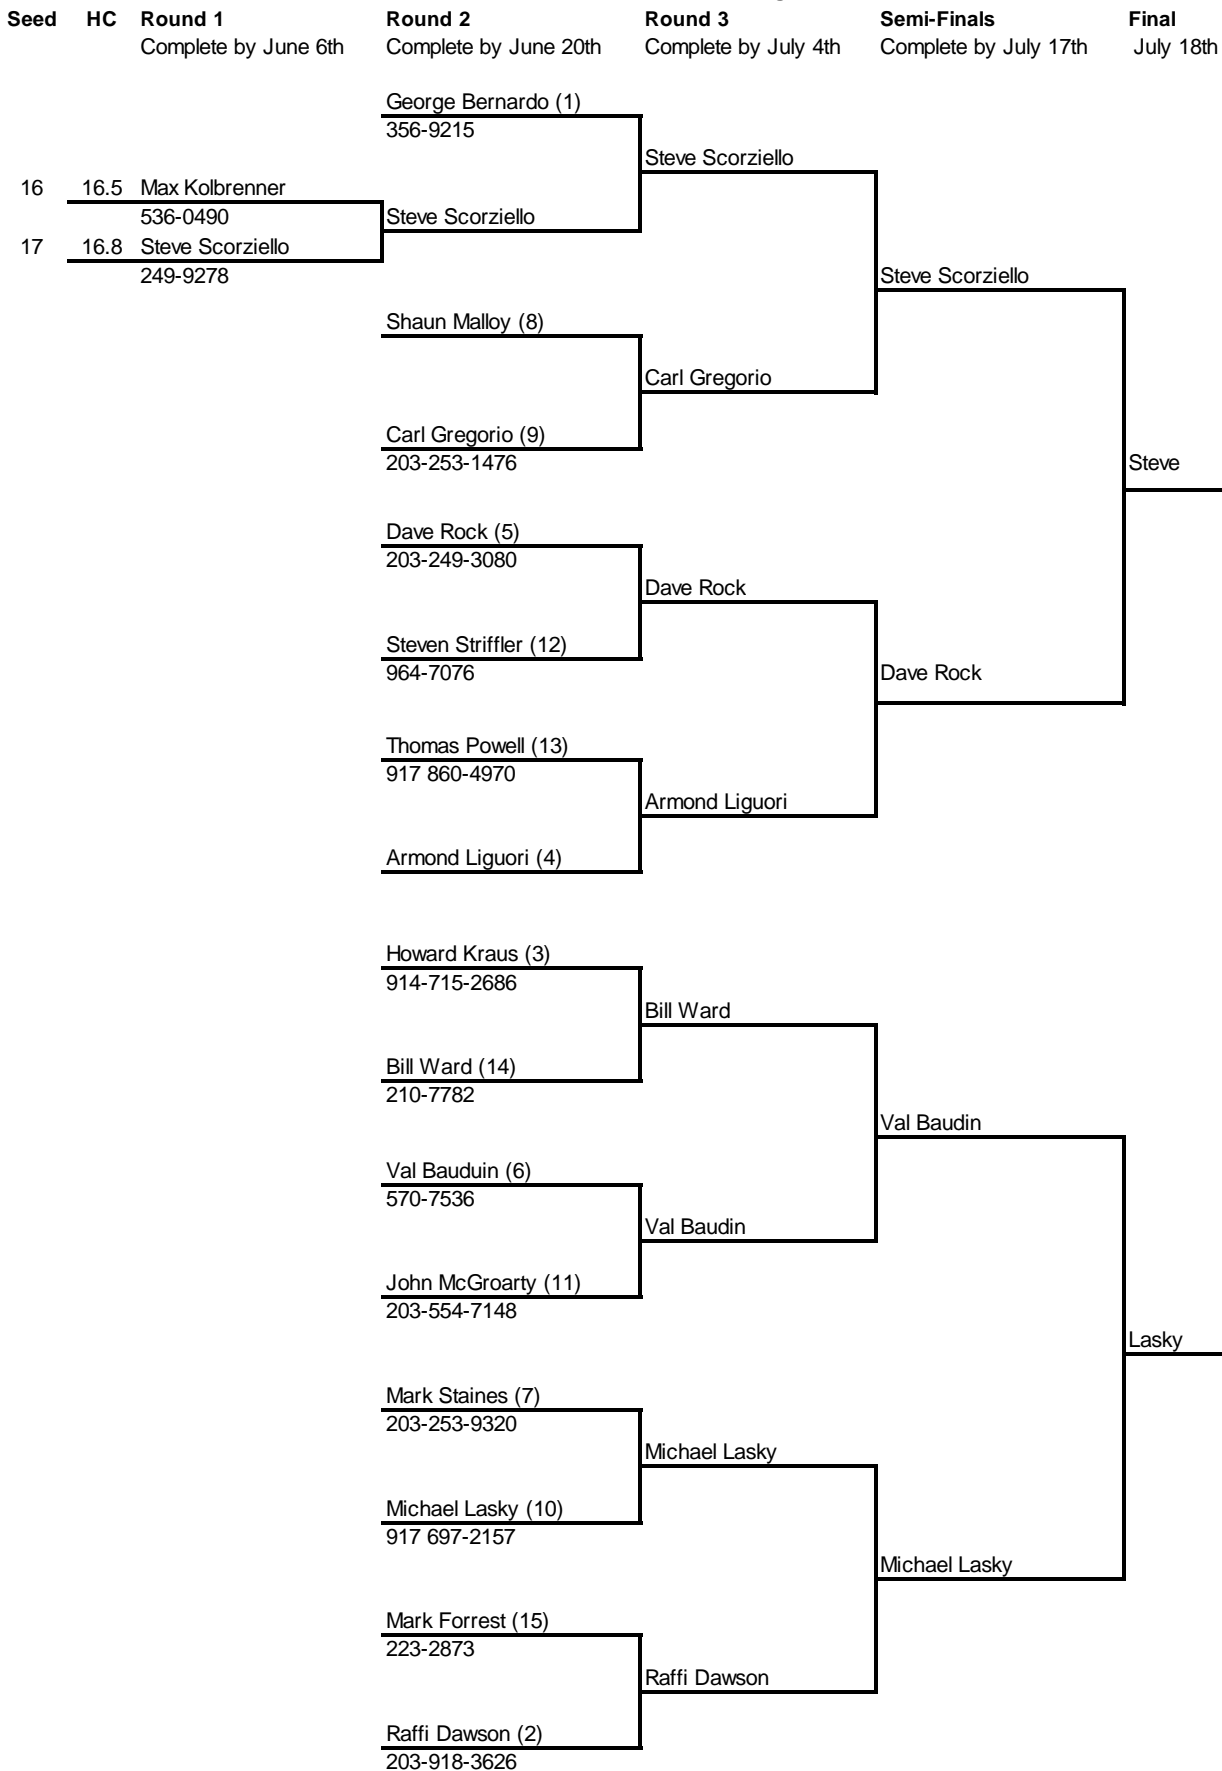 Seed HC Round 1 Round 2 Round 3 Semi-Finals Final
Complete by June 6th Complete by June 20th Complete by July 4th Complete by July 17th July 18th
George Bernardo (1)
356-9215
Steve Scorziello
16 16.5 Max Kolbrenner
536-0490 Steve Scorziello
17 16.8 Steve Scorziello
249-9278 Steve Scorziello
Shaun Malloy (8)
Carl Gregorio
Carl Gregorio (9)
203-253-1476 Steve
Dave Rock (5)
203-249-3080
Dave Rock
Steven Striffler (12)
964-7076 Dave Rock
Thomas Powell (13)
917 860-4970
Armond Liguori
Armond Liguori (4)
Howard Kraus (3)
914-715-2686
Bill Ward
Bill Ward (14)
210-7782
Val Baudin
Val Bauduin (6)
570-7536
Val Baudin
John McGroarty (11)
203-554-7148
Lasky
Mark Staines (7)
203-253-9320
Michael Lasky
Michael Lasky (10)
917 697-2157
Michael Lasky
Mark Forrest (15)
223-2873
Raffi Dawson
Raffi Dawson (2)
203-918-3626